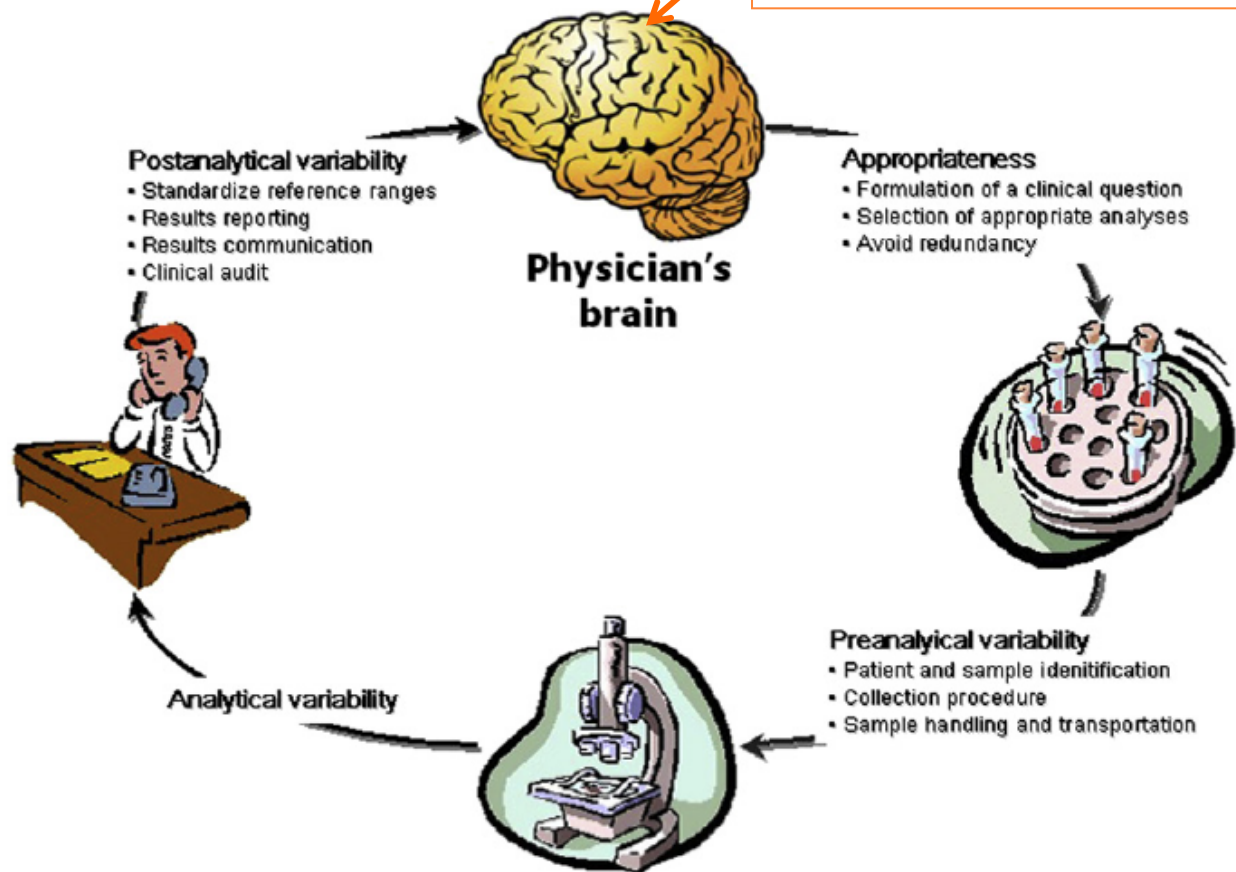 Postanalytical variability
• Standardize reference ranges
• Results reporting
• Results communication
• Clinical audit
Physician's
brain
Appropriateness
• Formulation of a clinical question
• Selection of appropriate analyses
• Avoid redundancy
Preanalyical variability
• Patient and sample idenitification
• Collection procedure
• Sample handling and transportation
Analytical variability